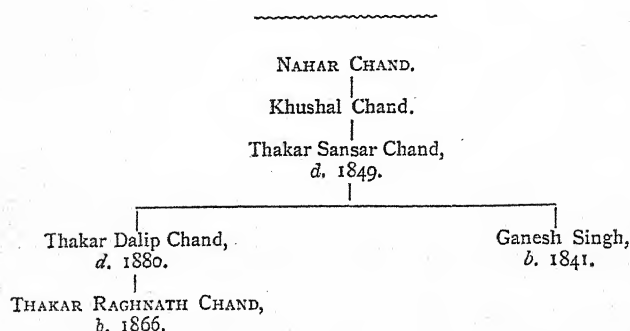 NAHAR CHAND.
Khushal Chand.
Thakar Sansar Chand,
d. 1849.
Thakar Dalip Chand,
d. 1880.
Ganesh Singh,
b. 1841.
THAKAR RAGHNATH CHAND,
b. 1866.